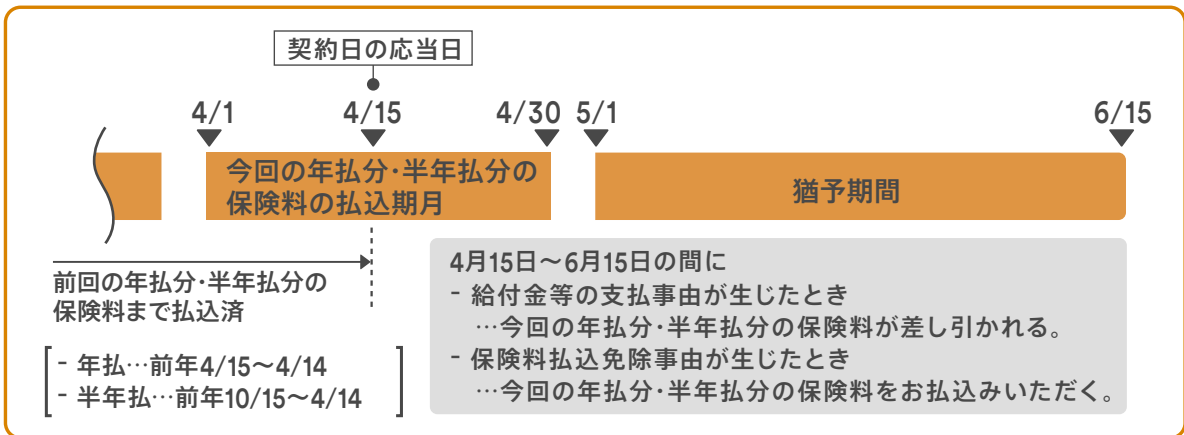 契約日の応当日
4/1
4/15
4/30
5/1
6/15
今回の年払分・半年払分の
保険料の払込期月
猶予期間
前回の年払分・半年払分の
保険料まで払込済
- 年払…前年4/15～4/14
- 半年払…前年10/15～4/14
4月15日～6月15日の間に
- 給付金等の支払事由が生じたとき
…今回の年払分・半年払分の保険料が差し引かれる。
- 保険料払込免除事由が生じたとき
…今回の年払分・半年払分の保険料をお払込みいただく。